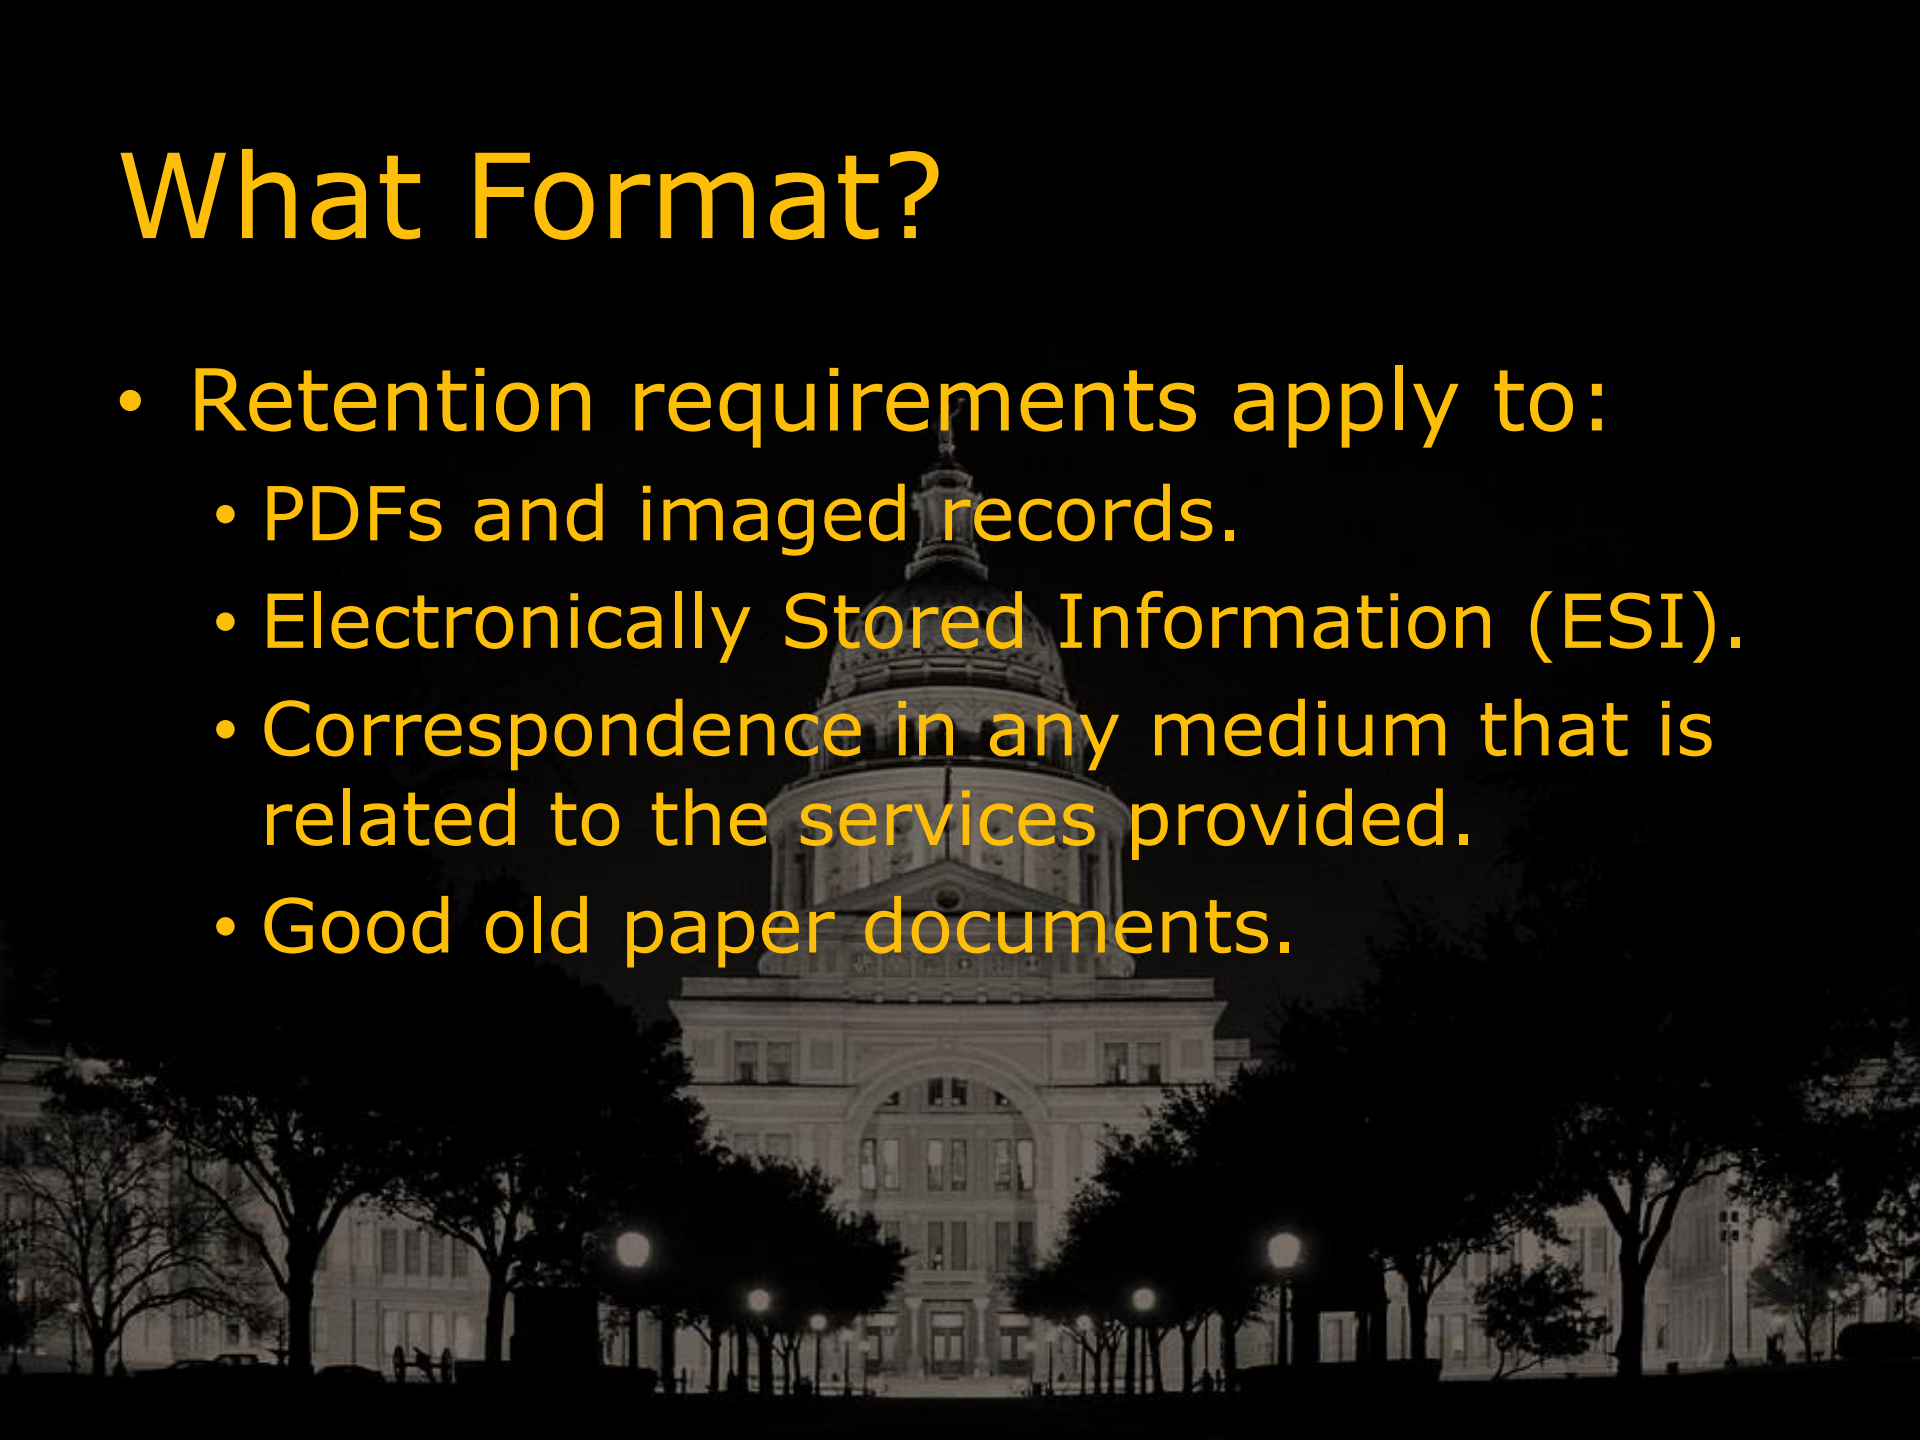 What Format?
• Retention requirements apply to:
• PDFs and imaged records.
• Electronically Stored Information (ESI).
• Correspondence in any medium that is
related to the services provided.
• Good old paper documents.